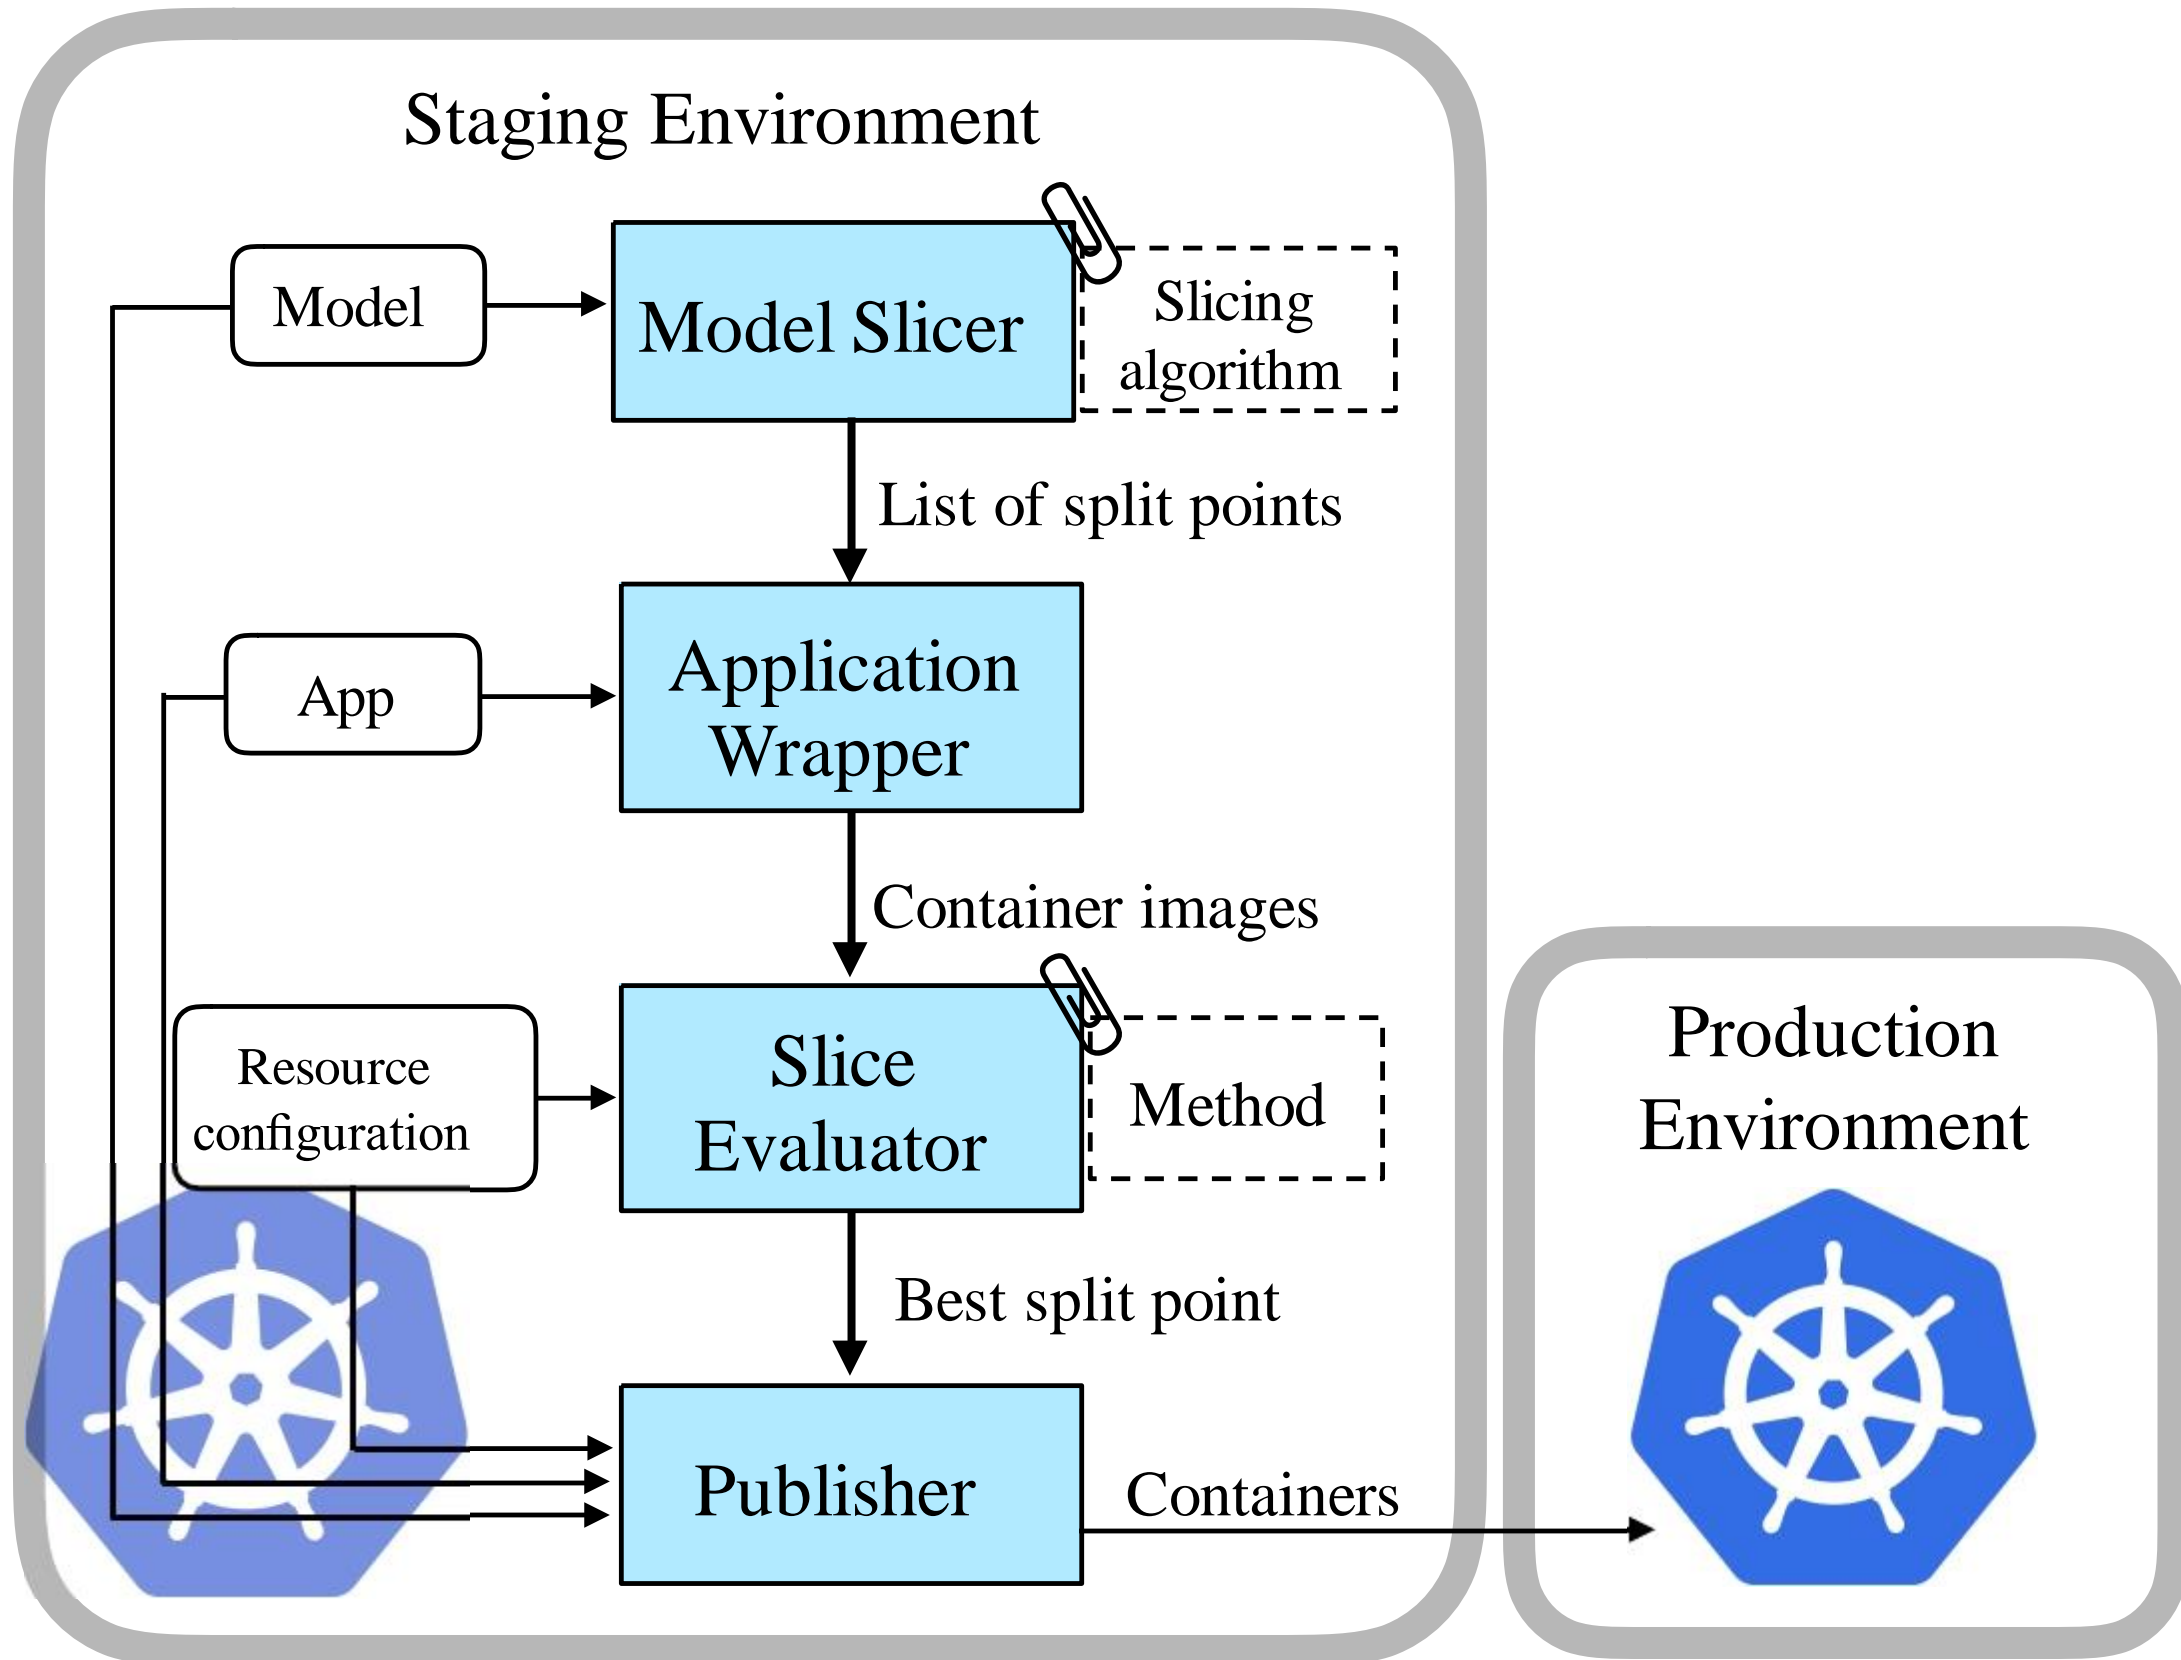 Staging Environment
Model
Model Slicer
Slicing
algorithm
List of split points
App
Application
Wrapper
Container images
Resource
configuration
Slice
Evaluator
Method
Production
Environment
Best split point
Publisher
Containers